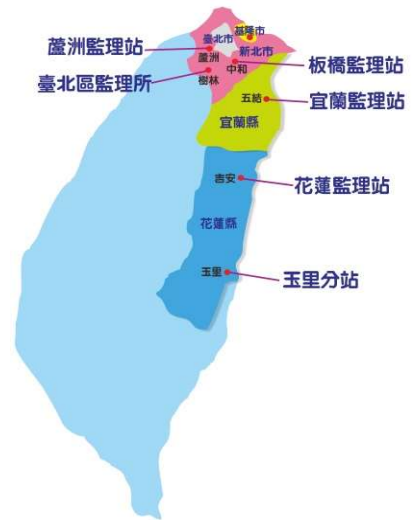 基隆市
臺北市
蘆洲監理站
新北市
蘆洲
板橋監理站
中和
臺北區監理所
樹林
五結
宜蘭監理站
宜蘭縣
吉安
花蓮監理站
花蓮縣
玉里
玉里分站